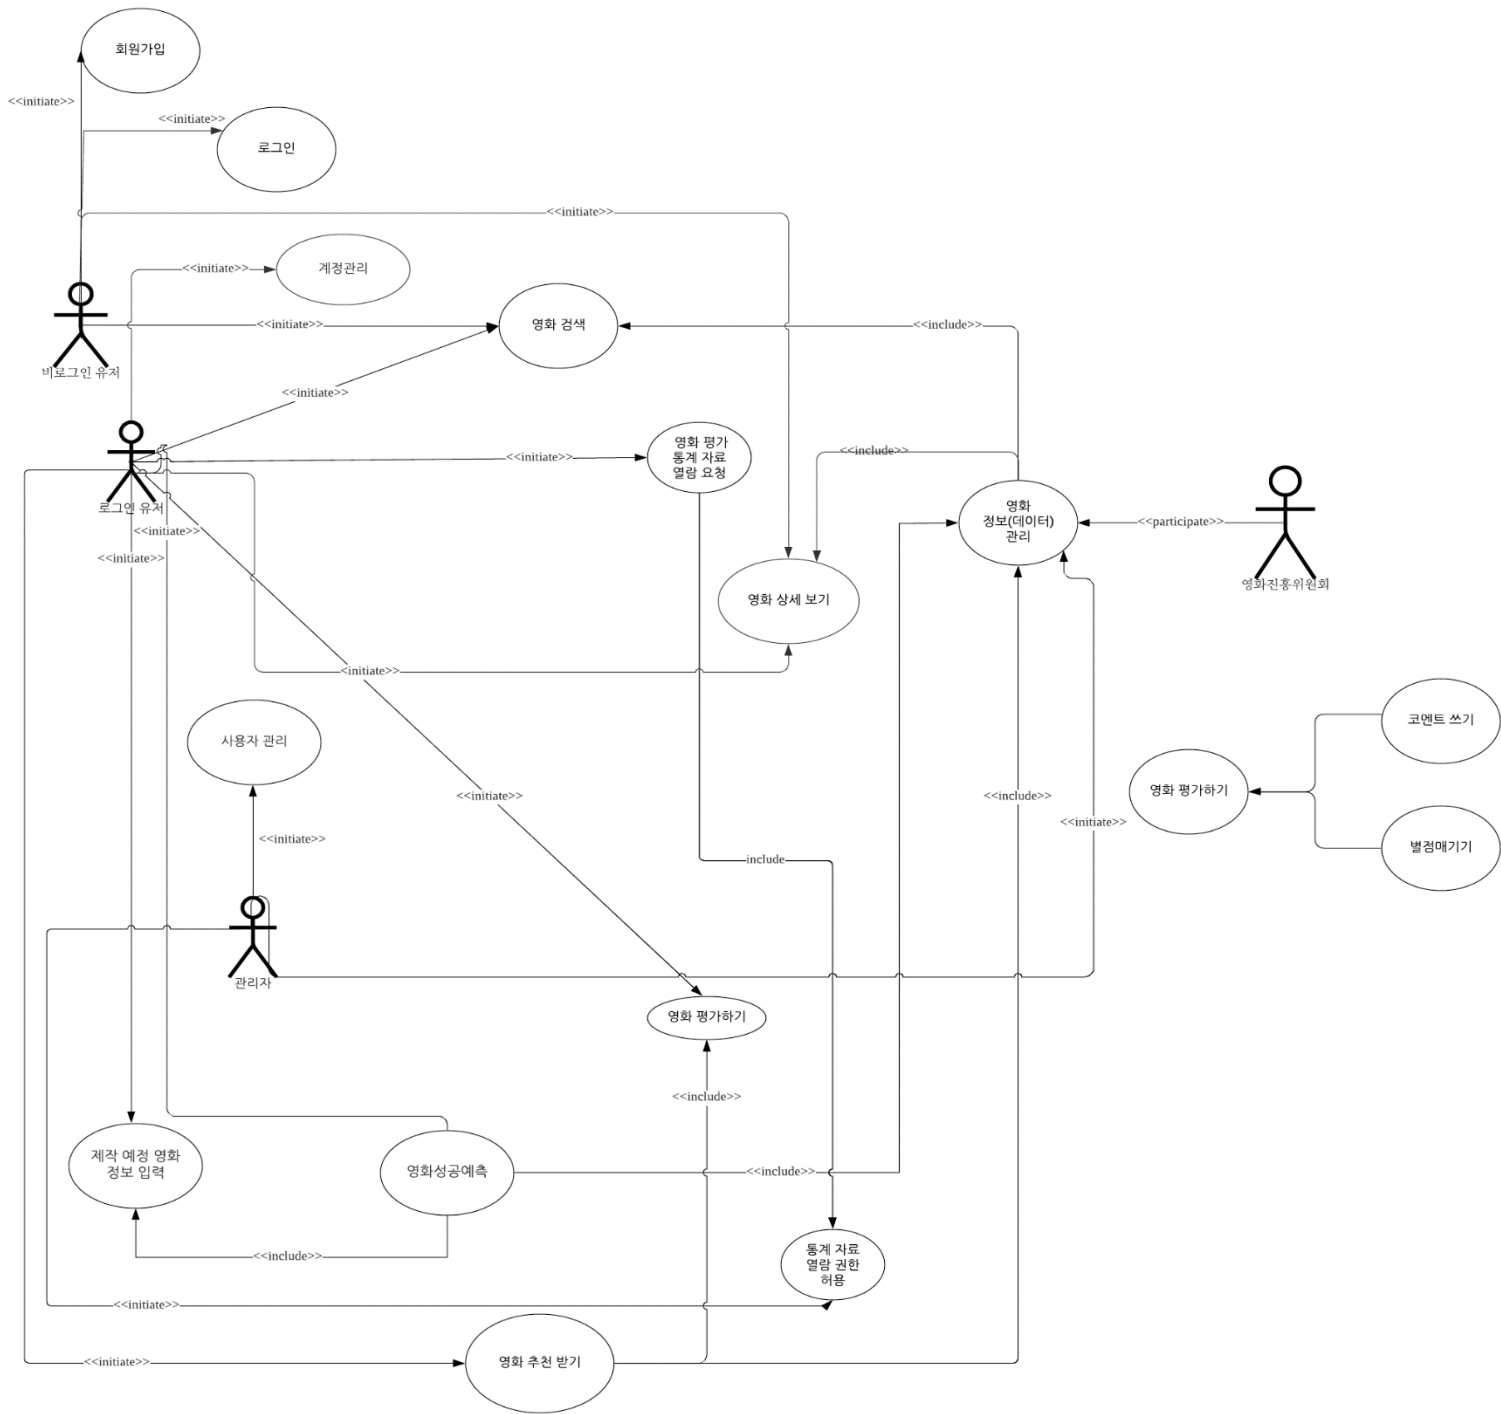 회원가입
<<initiate>>
<<initiate>>
로그인
<<initiate>>
<<initiate>>
계정관리
<<initiate>>
영화 검색
<<include>>
비로그인 유저
<<initiate>>
영화 평가
통계 자료
열람 요청
<<initiate>>
<<include>>
로그인 유저
영화
정보(데이터)
관리
<<participate>>
<<initiate>>
<<initiate>>
영화진흥위원회
영화 상세 보기
<initiate>>
코멘트 쓰기
사용자 관리
영화 평가하기
<<initiate>>
<<include>>
<<initiate>>
<<initiate>>
별점매기기
include
관리자
영화 평가하기
<<include>>
제작 예정 영화
정보 입력
영화성공예측
<<include>>
<<include>>
통계 자료
열람 권한
허용
<<initiate>>
<<initiate>>
영화 추천 받기